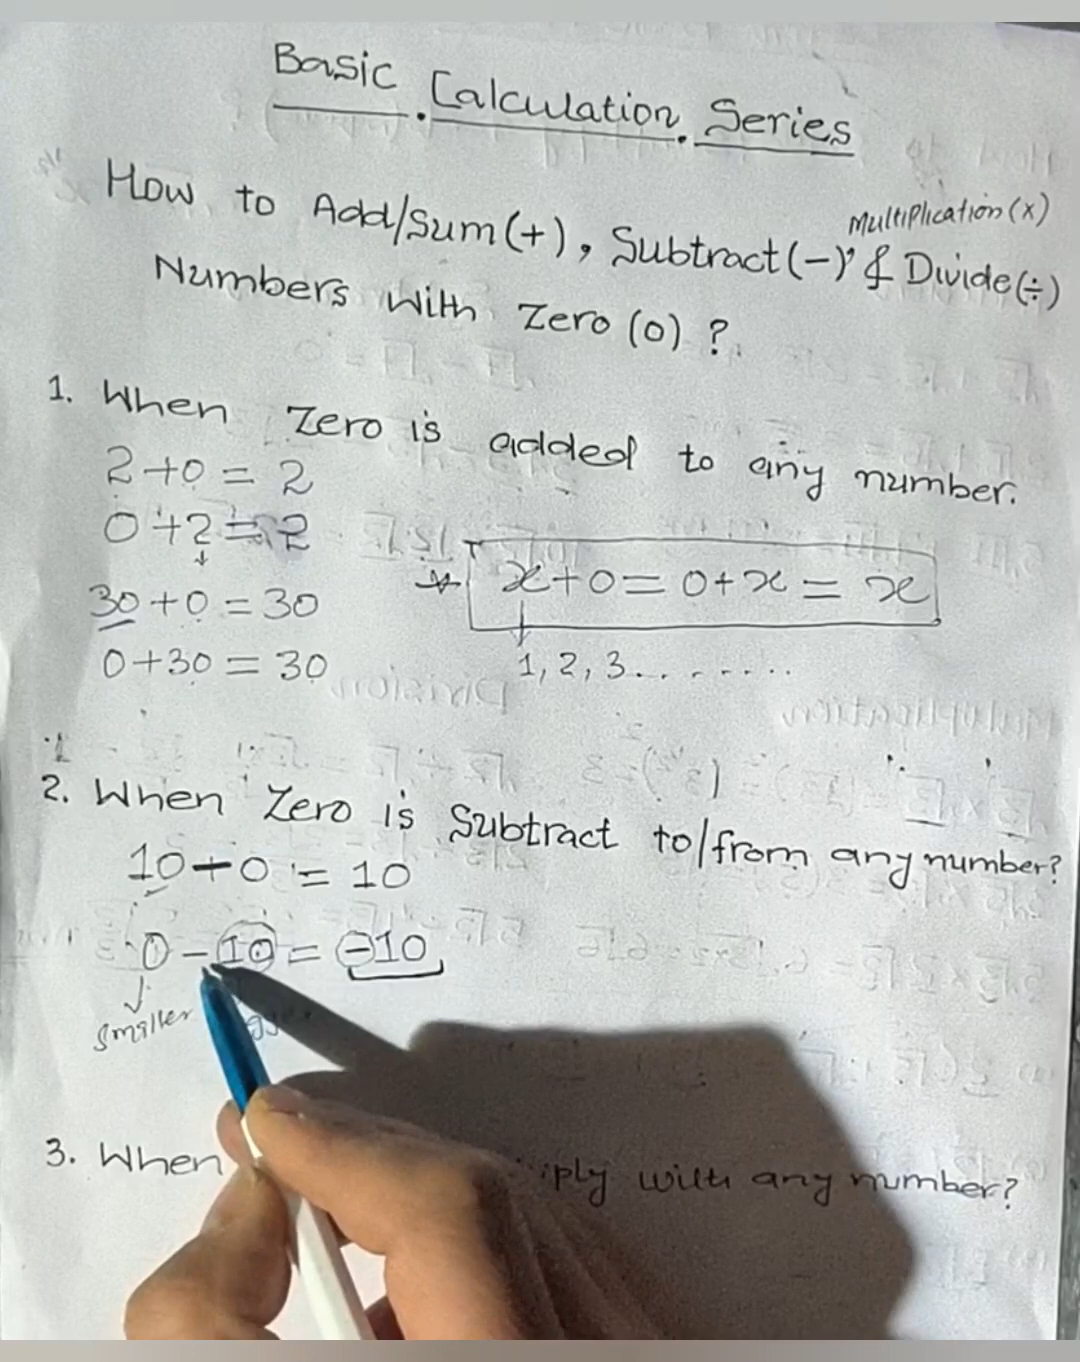 Basic Calculation Series
How to Add/Sum(+), Subtract(-), Multiplication(x) & Divide(÷)
Numbers with Zero (0) ?
1. When Zero is added to any number.
2+0 = 2
0+2=2
30+0 = 30
0+30 = 30
x+0=0+x=x
1, 2, 3........
2. When Zero is Subtract to/from any number?
10-0 = 10
0-10=-10
smaller
3. When with any number?